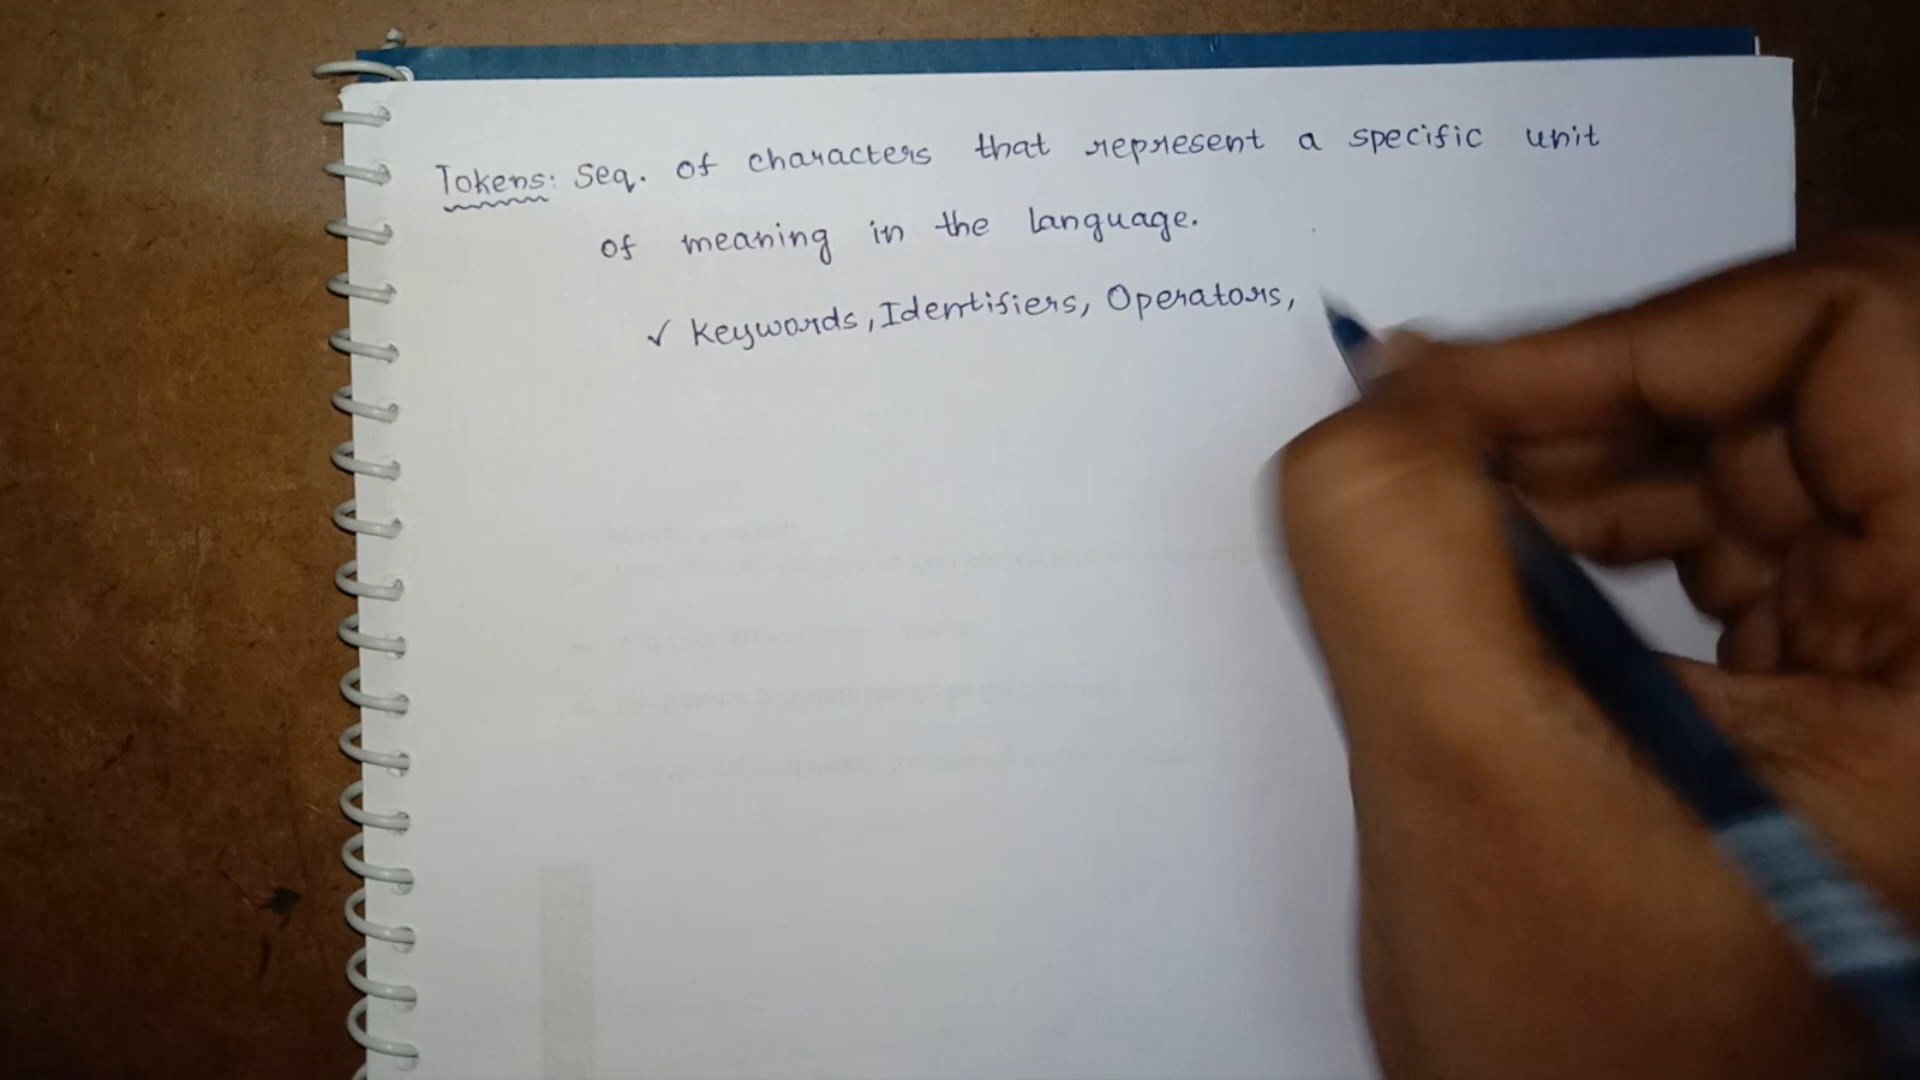 Tokens: Seq. of characters that represent a specific unit
of meaning in the language.
✓ Keywords, Identifiers, Operators,